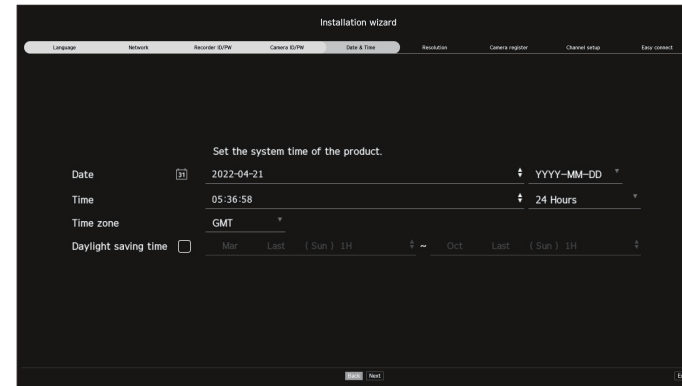 Installation wizard
Language Network Recorder ID/PW Camera ID/PW Date & Time Resolution Camera register Channel setup Easy connect
Set the system time of the product.
Date 31 2022-04-21 YYYY-MM-DD
Time 05:36:58 24 Hours
Time zone GMT
Daylight saving time Mar Last ( Sun ) 1H ~ Oct Last ( Sun ) 1H
Back Next